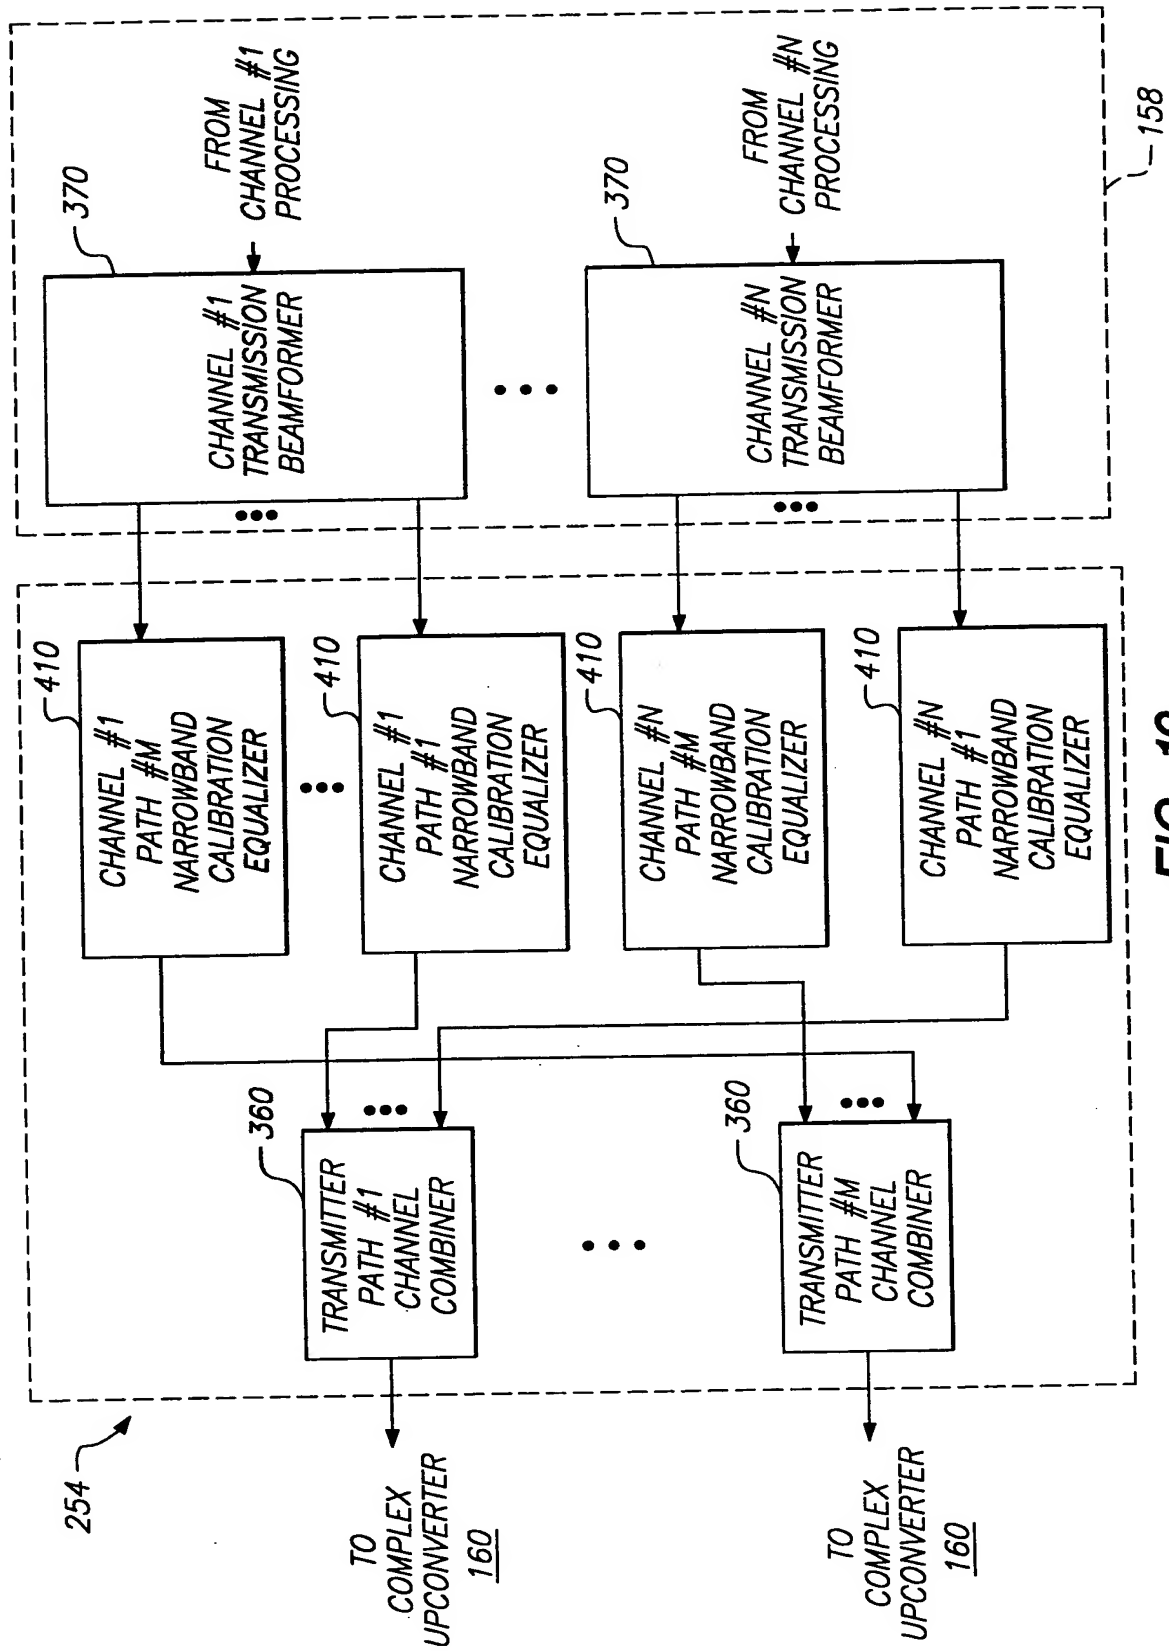 254
TO
COMPLEX
UPCONVERTER
160
360
TRANSMITTER
PATH #1
CHANNEL
COMBINER
410
CHANNEL #1
PATH #M
NARROWBAND
CALIBRATION
EQUALIZER
410
CHANNEL #1
PATH #1
NARROWBAND
CALIBRATION
EQUALIZER
370
CHANNEL #1
TRANSMISSION
BEAMFORMER
FROM
CHANNEL #1
PROCESSING
TO
COMPLEX
UPCONVERTER
160
360
TRANSMITTER
PATH #M
CHANNEL
COMBINER
410
CHANNEL #N
PATH #M
NARROWBAND
CALIBRATION
EQUALIZER
410
CHANNEL #N
PATH #1
NARROWBAND
CALIBRATION
EQUALIZER
370
CHANNEL #N
TRANSMISSION
BEAMFORMER
FROM
CHANNEL #N
PROCESSING
158
FIG.